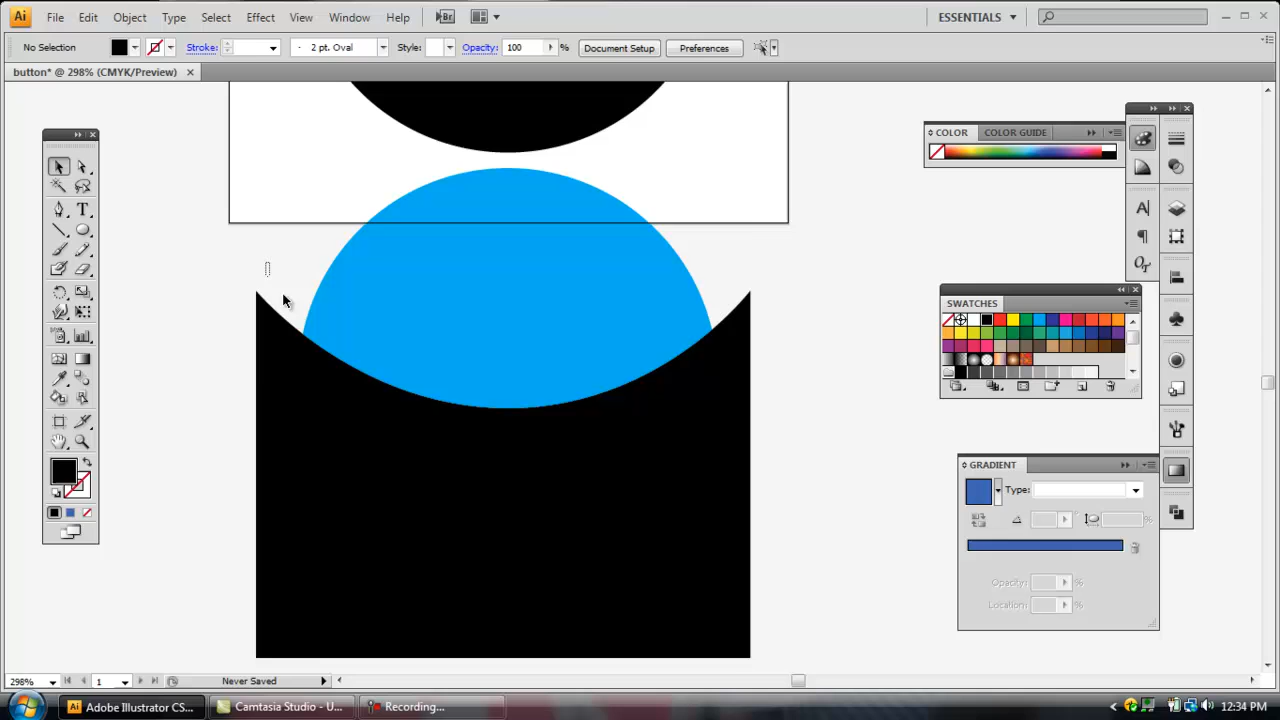 Ai File Edit Object Type Select Effect View Window Help Br ESSENTIALS
No Selection Stroke: 2 pt. Oval Style: Opacity: 100 % Document Setup Preferences
button* @ 298% (CMYK/Preview)
COLOR COLOR GUIDE
SWATCHES
GRADIENT
Type:
%
Opacity: %
Location: %
298% 1 Never Saved
Ai Adobe Illustrator CS... Camtasia Studio - U... Recording... 12:34 PM